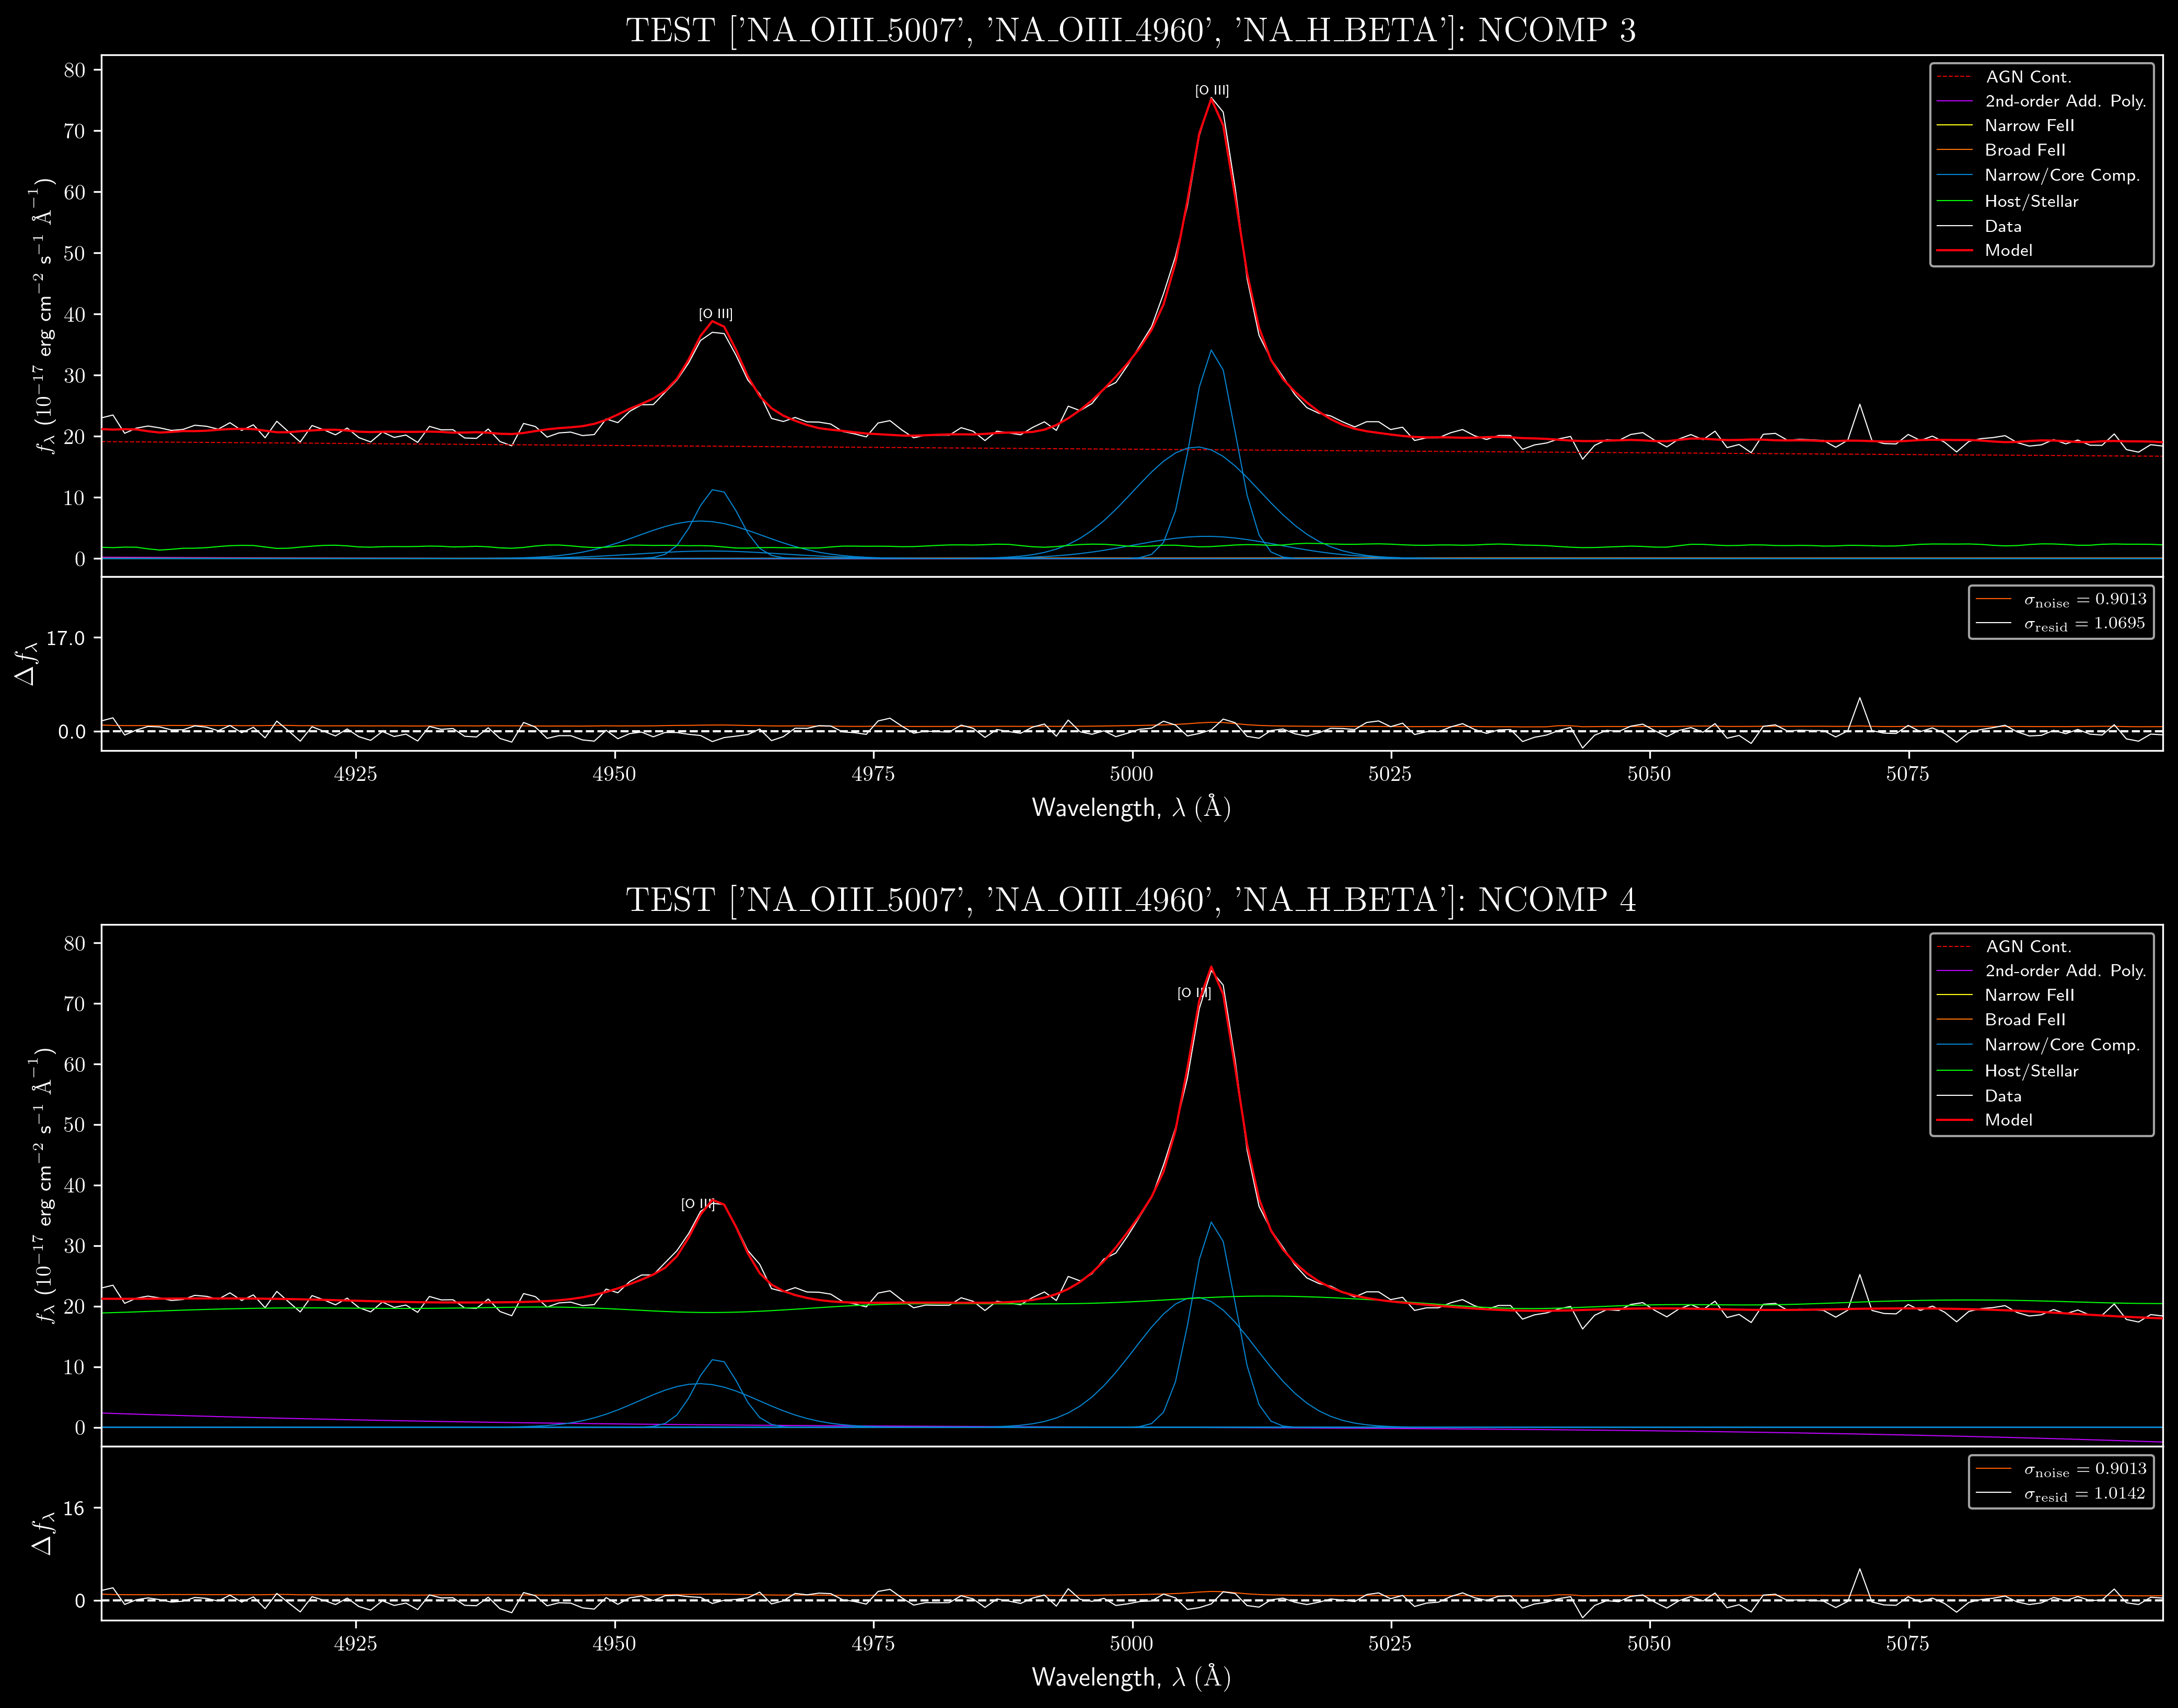 TEST ['NA_OIII_5007', 'NA_OIII_4960', 'NA_H_BETA']: NCOMP 3
fλ (10⁻¹⁷ erg cm⁻² s⁻¹ Å⁻¹)
80
70
60
50
40
30
20
10
0
[O III]
[O III]
AGN Cont.
2nd-order Add. Poly.
Narrow FeII
Broad FeII
Narrow/Core Comp.
Host/Stellar
Data
Model
Δfλ
17.0
0.0
σnoise = 0.9013
σresid = 1.0695
4925 4950 4975 5000 5025 5050 5075
Wavelength, λ (Å)
TEST ['NA_OIII_5007', 'NA_OIII_4960', 'NA_H_BETA']: NCOMP 4
fλ (10⁻¹⁷ erg cm⁻² s⁻¹ Å⁻¹)
80
70
60
50
40
30
20
10
0
[O III]
[O III]
AGN Cont.
2nd-order Add. Poly.
Narrow FeII
Broad FeII
Narrow/Core Comp.
Host/Stellar
Data
Model
Δfλ
16
0
σnoise = 0.9013
σresid = 1.0142
4925 4950 4975 5000 5025 5050 5075
Wavelength, λ (Å)